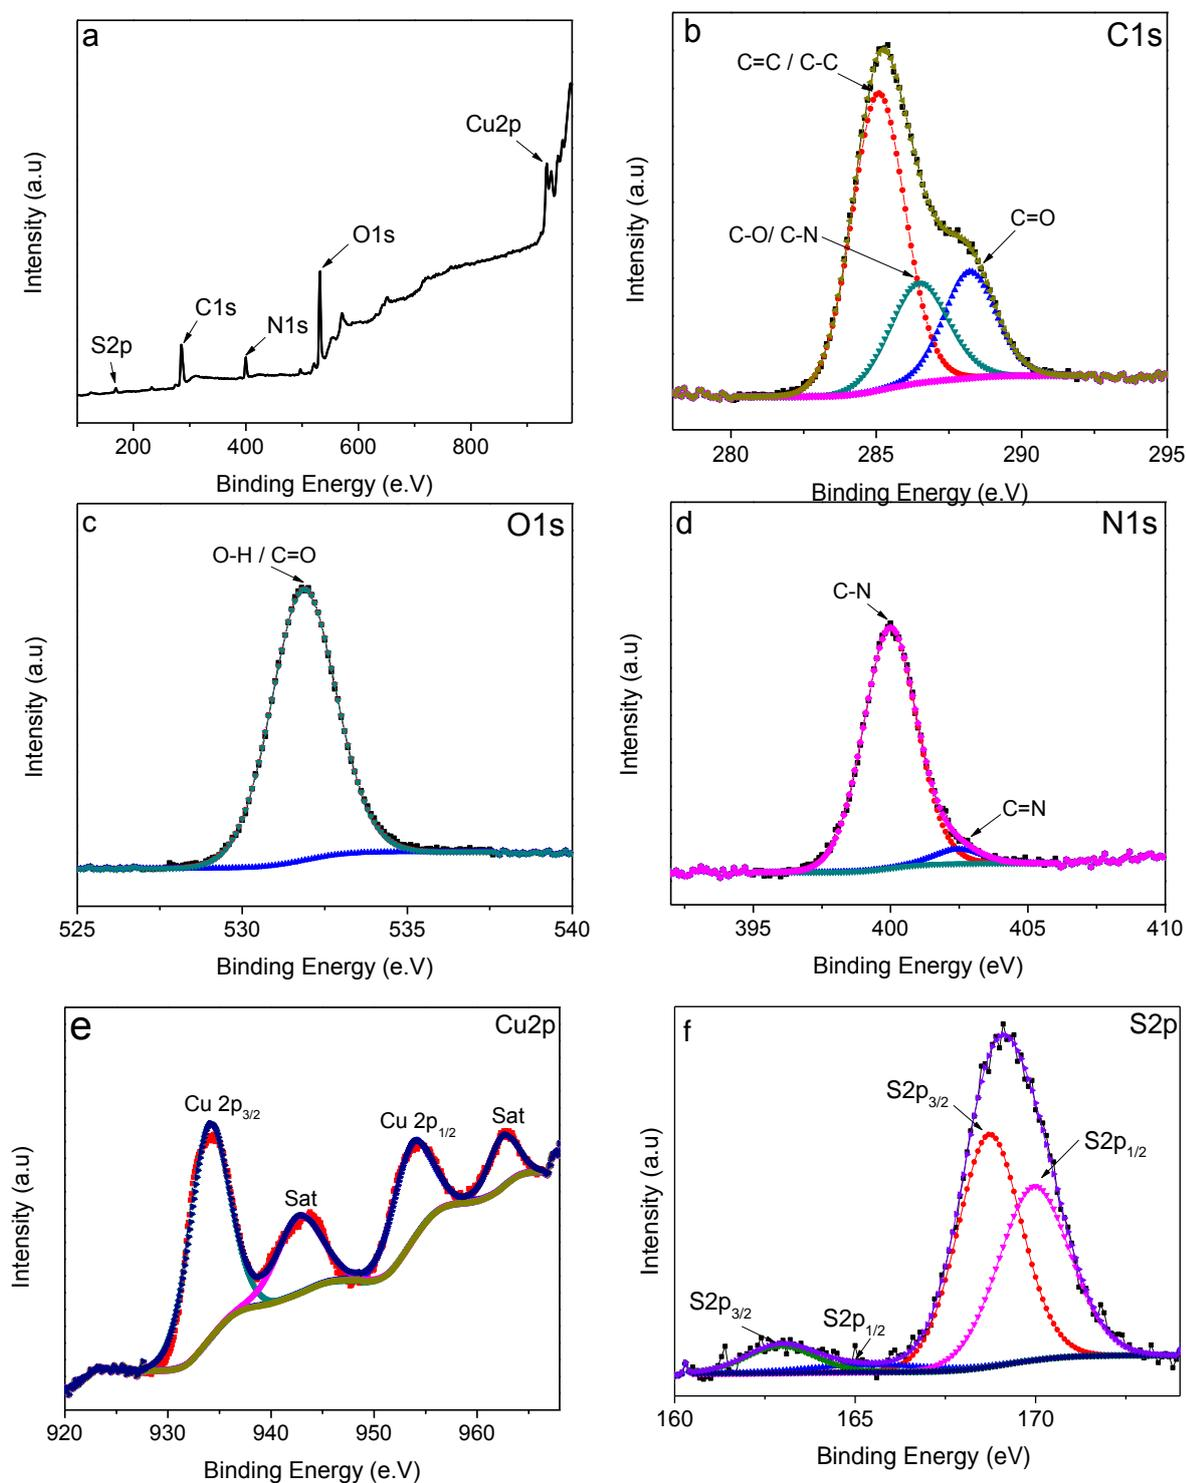 a
Cu2p
O1s
C1s
N1s
S2p
Intensity (a.u)
200 400 600 800
Binding Energy (e.V)
b
C1s
C=C / C-C
C-O/ C-N
C=O
Intensity (a.u)
280 285 290 295
Binding Energy (e.V)
c
O1s
O-H / C=O
Intensity (a.u)
525 530 535 540
Binding Energy (e.V)
d
N1s
C-N
C=N
Intensity (a.u)
395 400 405 410
Binding Energy (eV)
e
Cu2p
Cu 2p3/2
Cu 2p1/2
Sat
Sat
Intensity (a.u)
920 930 940 950 960
Binding Energy (e.V)
f
S2p
S2p3/2
S2p1/2
S2p3/2
S2p1/2
Intensity (a.u)
160 165 170
Binding Energy (eV)